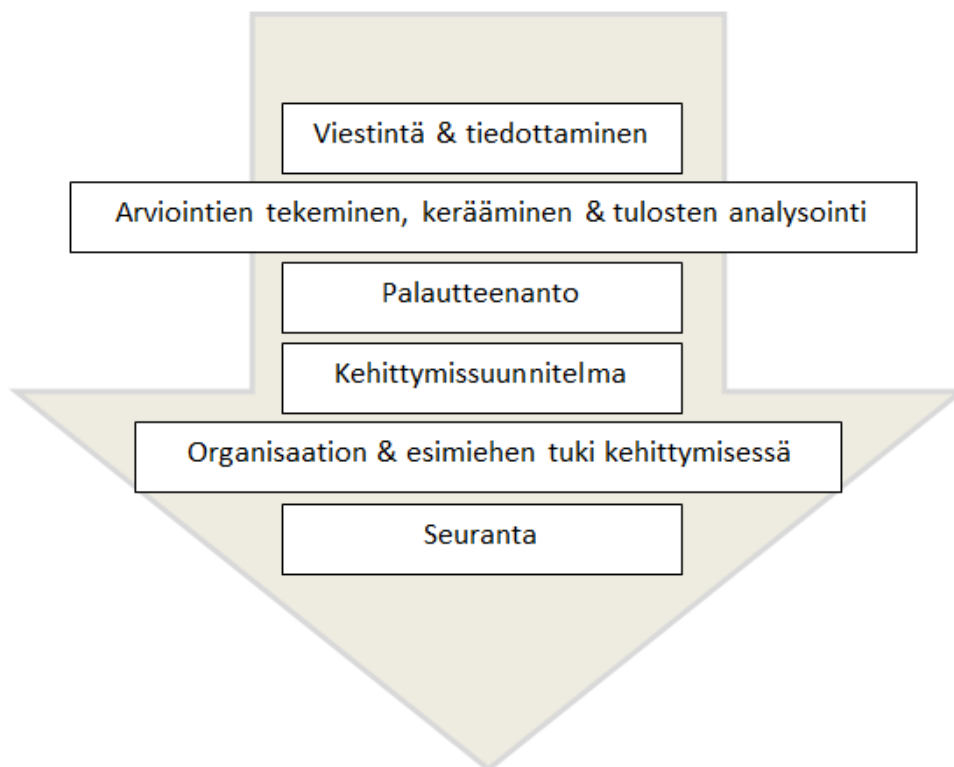 Viestintä & tiedottaminen
Arviointien tekeminen, kerääminen & tulosten analysointi
Palautteenanto
Kehittymissuunnitelma
Organisaation & esimiehen tuki kehittymisessä
Seuranta